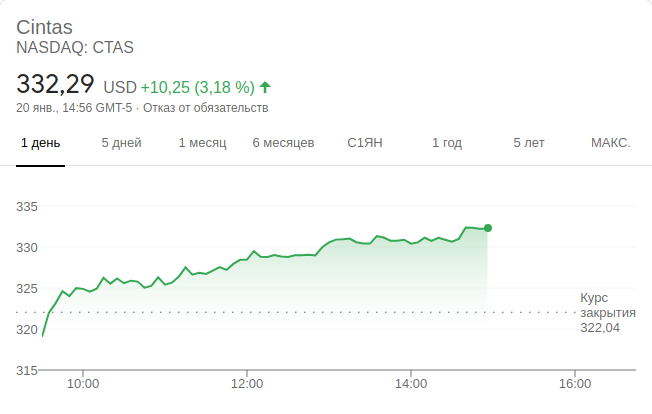 Cintas
NASDAQ: CTAS
332,29 USD +10,25 (3,18 %)
20 янв., 14:56 GMT-5 · Отказ от обязательств
1 день 5 дней 1 месяц 6 месяцев С1ЯН 1 год 5 лет МАКС.
335
330
325
Курс
закрытия
322,04
320
315
10:00 12:00 14:00 16:00